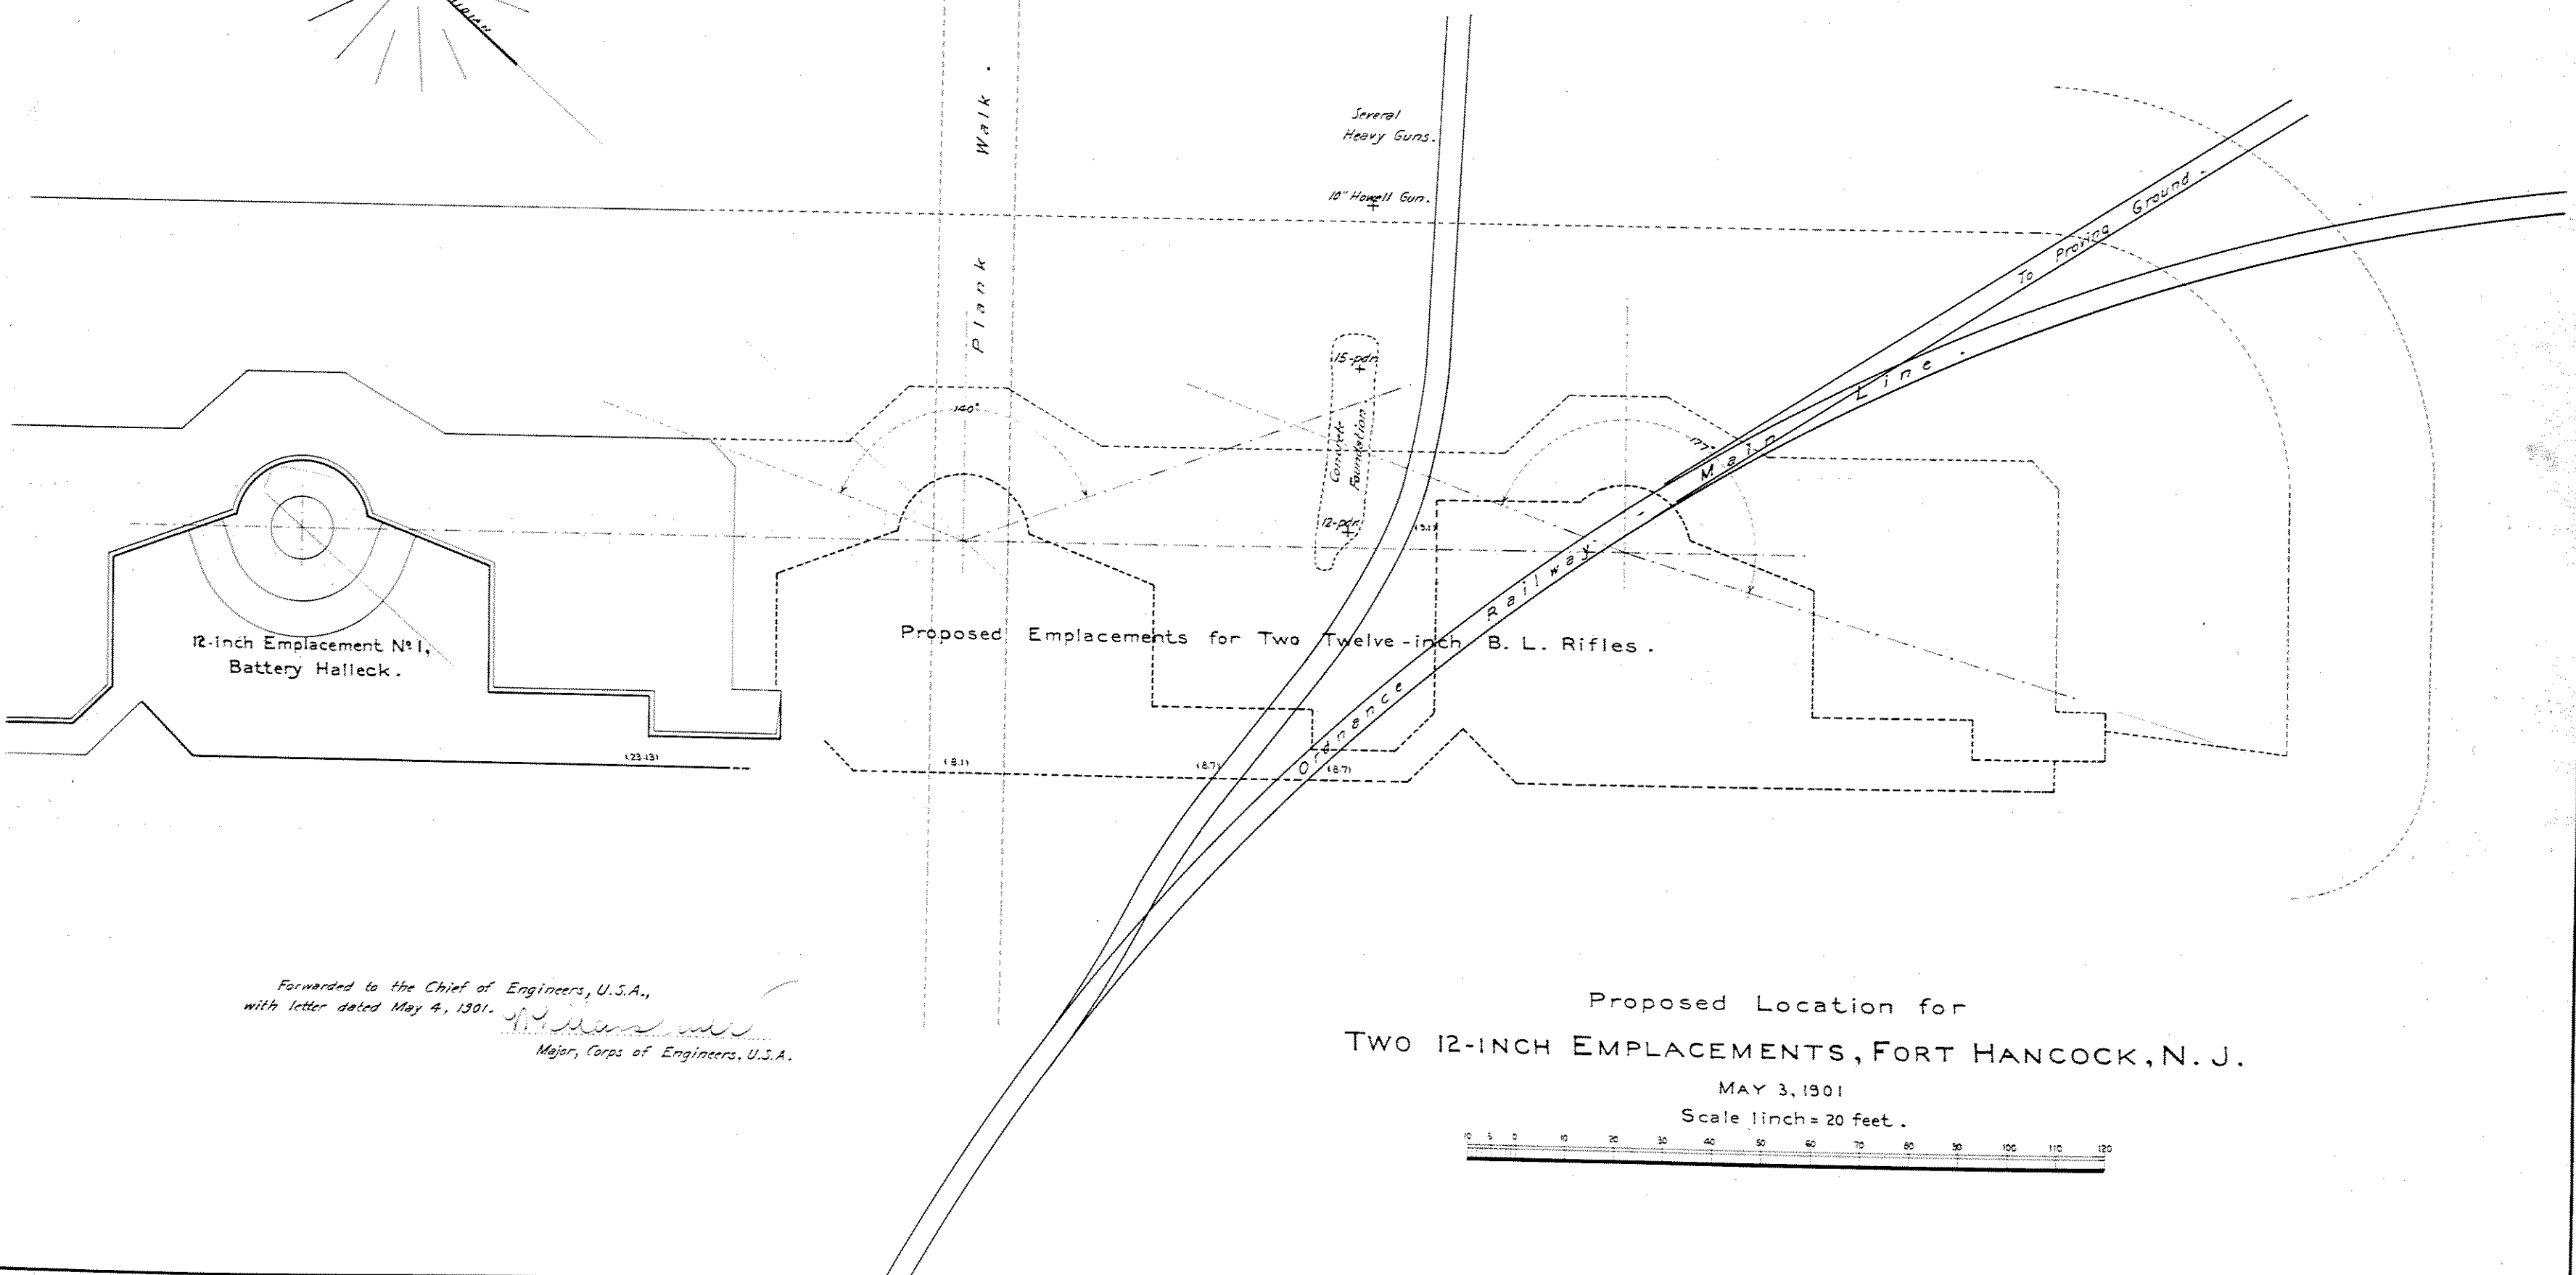 Plank Walk.
Several
Heavy Guns.
10" Howell Gun.
To Proving Ground.
15-pdr.
Concrete
Foundation
12-pdr.
140°
Ordnance Railway - Main Line.
12-inch Emplacement No 1,
Battery Halleck.
Proposed Emplacements for Two Twelve-inch B. L. Rifles.
(23.13)
(8.1)
(8.7)
(8.7)
Forwarded to the Chief of Engineers, U.S.A.,
with letter dated May 4, 1901.
Major, Corps of Engineers, U.S.A.
Proposed Location for
TWO 12-INCH EMPLACEMENTS, FORT HANCOCK, N. J.
MAY 3, 1901
Scale 1 inch = 20 feet.
10 5 0 10 20 30 40 50 60 70 80 90 100 110 120